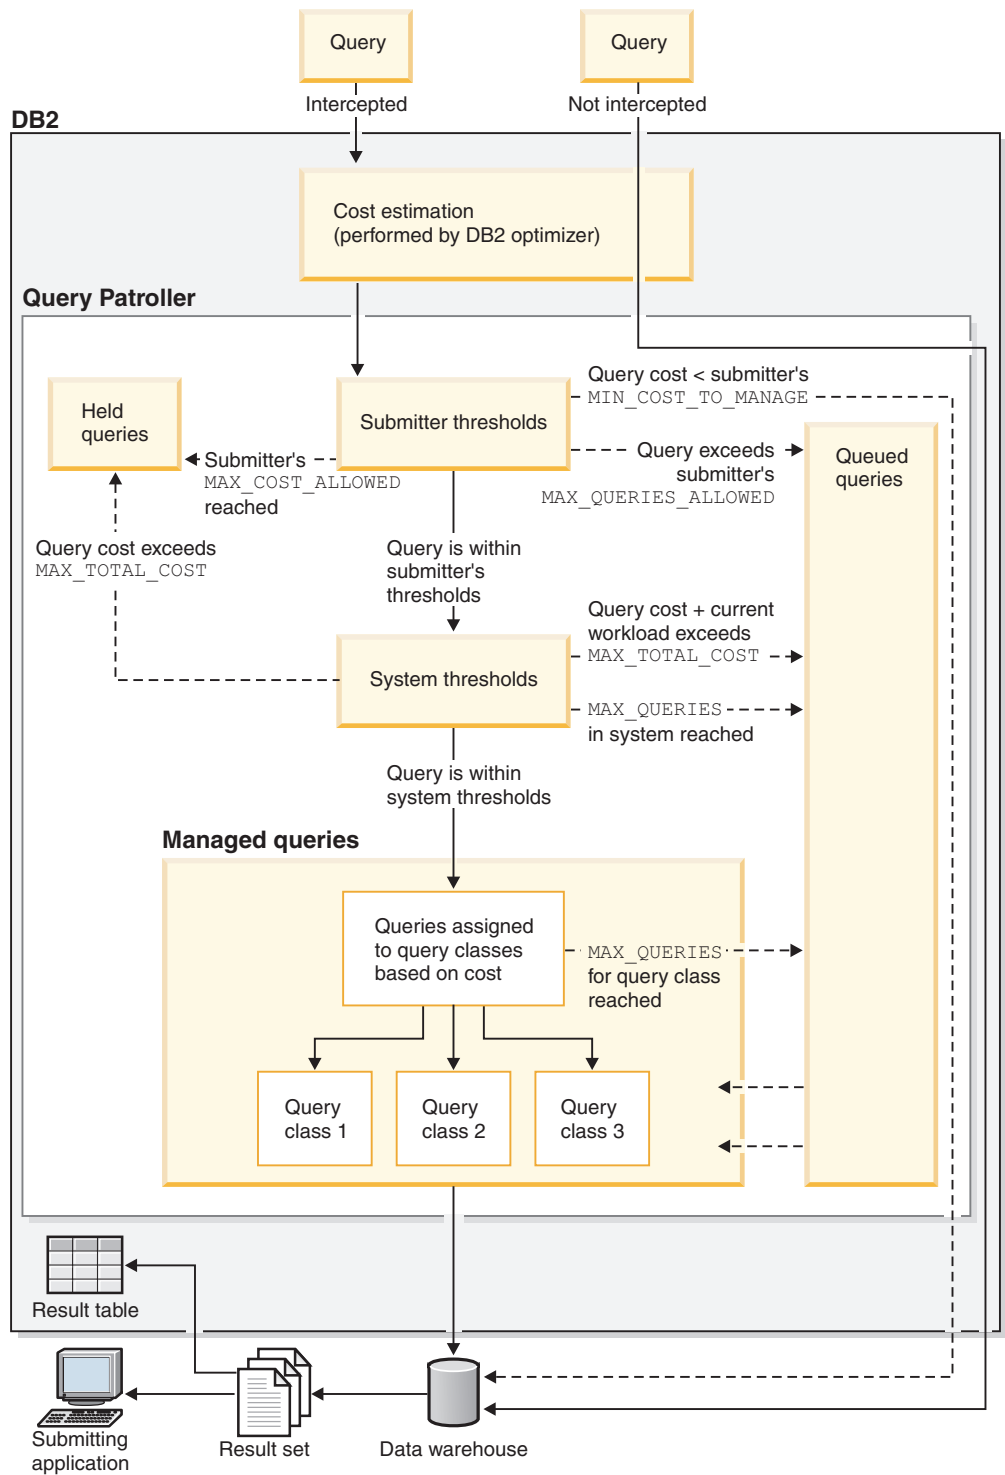 Query
Query
Intercepted
Not intercepted
DB2
Cost estimation
(performed by DB2 optimizer)
Query Patroller
Held
queries
Submitter thresholds
Query cost < submitter's
MIN_COST_TO_MANAGE
Submitter's
MAX_COST_ALLOWED
reached
Query exceeds
submitter's
MAX_QUERIES_ALLOWED
Queued
queries
Query cost exceeds
MAX_TOTAL_COST
Query is within
submitter's
thresholds
Query cost + current
workload exceeds
MAX_TOTAL_COST
System thresholds
MAX_QUERIES
in system reached
Query is within
system thresholds
Managed queries
Queries assigned
to query classes
based on cost
MAX_QUERIES
for query class
reached
Query
class 1
Query
class 2
Query
class 3
Result table
Submitting
application
Result set
Data warehouse